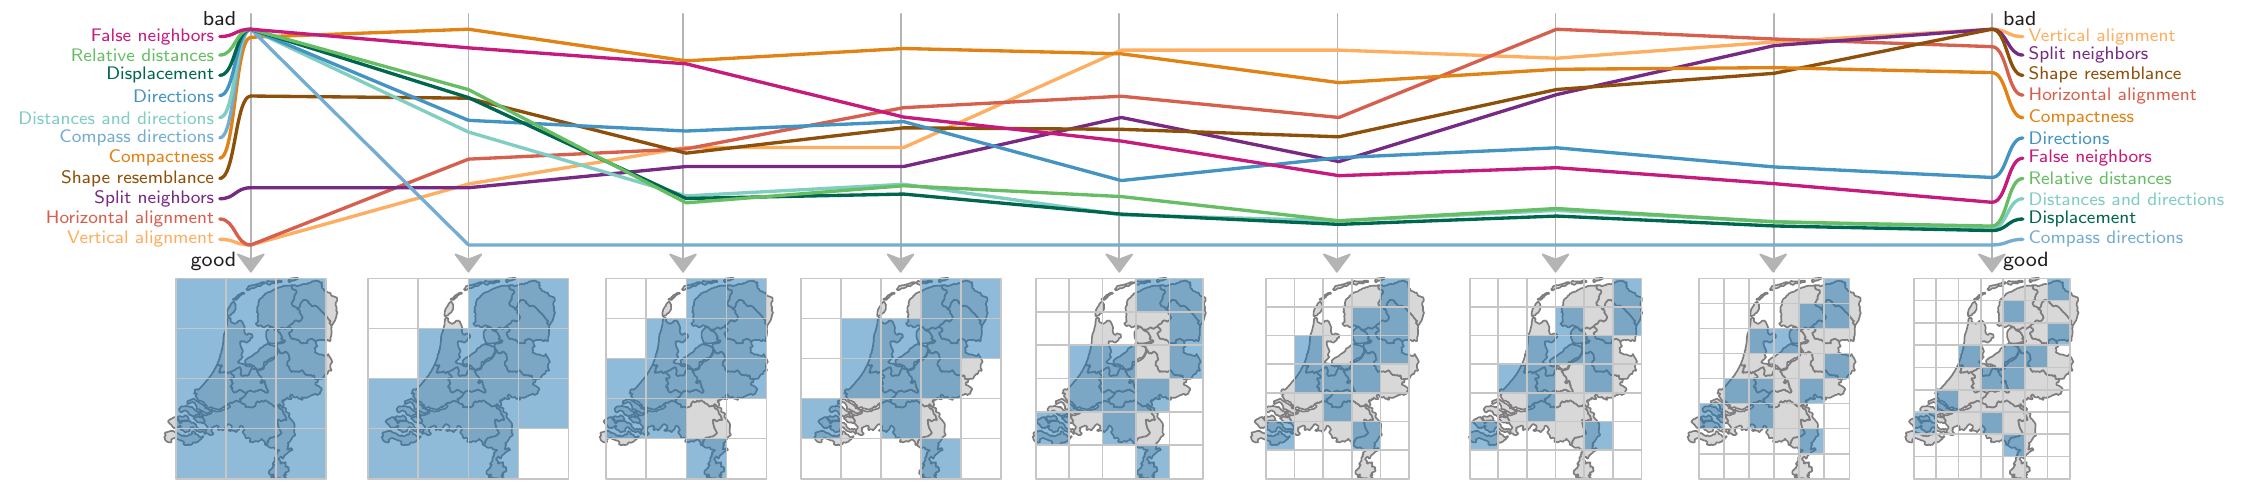 bad
False neighbors
Relative distances
Displacement
Directions
Distances and directions
Compass directions
Compactness
Shape resemblance
Split neighbors
Horizontal alignment
Vertical alignment
good
bad
Vertical alignment
Split neighbors
Shape resemblance
Horizontal alignment
Compactness
Directions
False neighbors
Relative distances
Distances and directions
Displacement
Compass directions
good